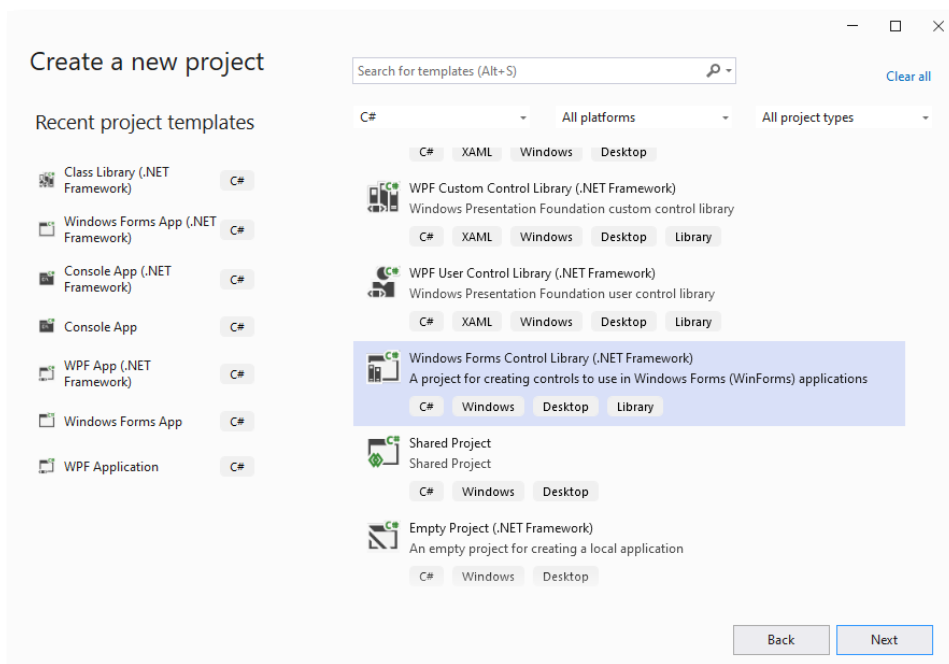 Create a new project
Search for templates (Alt+S)
Clear all
Recent project templates
C# All platforms All project types
Class Library (.NET
Framework)
C#
Windows Forms App (.NET
Framework)
C#
Console App (.NET
Framework)
C#
Console App
C#
WPF App (.NET
Framework)
C#
Windows Forms App
C#
WPF Application
C#
C# XAML Windows Desktop
WPF Custom Control Library (.NET Framework)
Windows Presentation Foundation custom control library
C# XAML Windows Desktop Library
WPF User Control Library (.NET Framework)
Windows Presentation Foundation user control library
C# XAML Windows Desktop Library
Windows Forms Control Library (.NET Framework)
A project for creating controls to use in Windows Forms (WinForms) applications
C# Windows Desktop Library
Shared Project
Shared Project
C# Windows Desktop
Empty Project (.NET Framework)
An empty project for creating a local application
C# Windows Desktop
Back Next